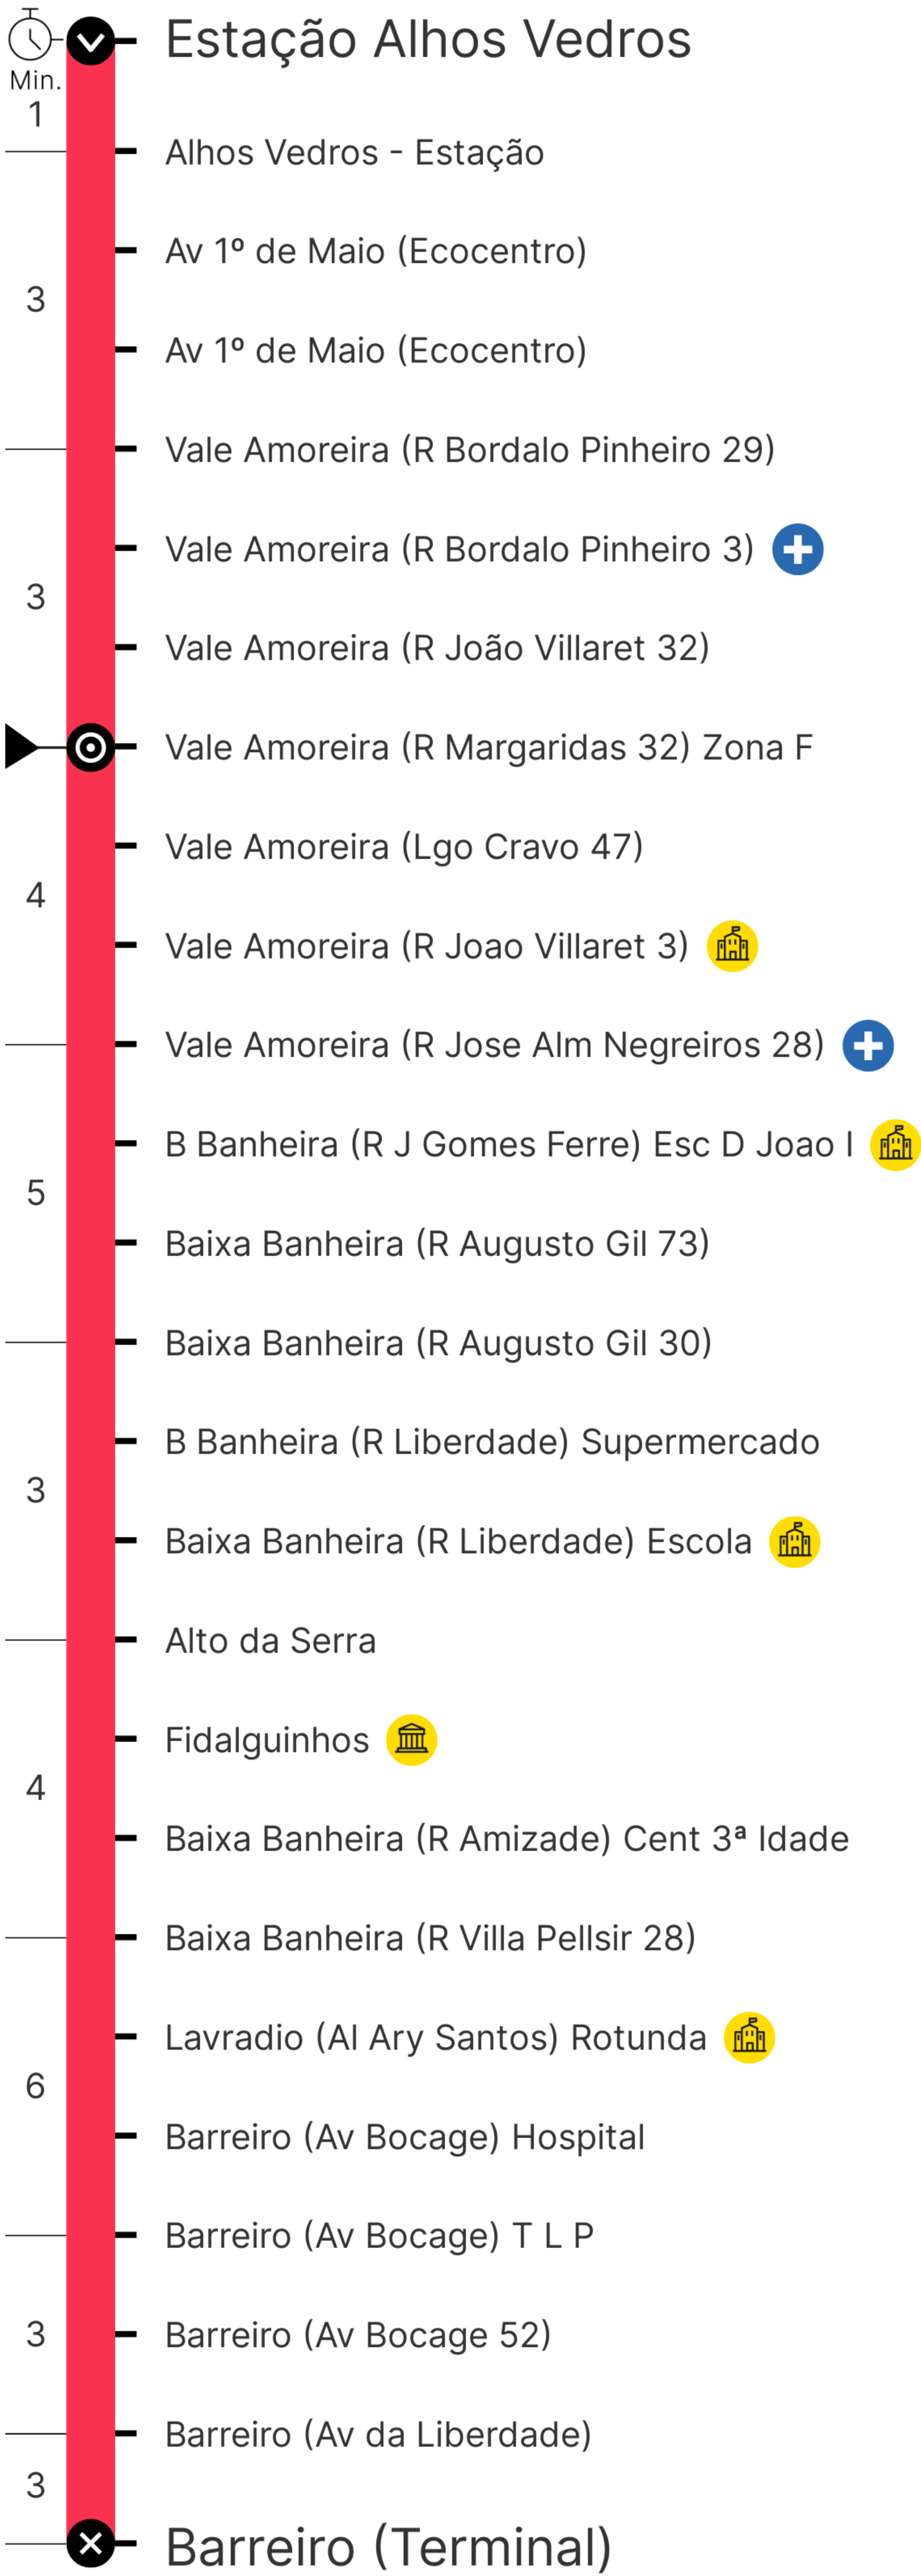 Estação Alhos Vedros
Min.
1
Alhos Vedros - Estação
Av 1º de Maio (Ecocentro)
3
Av 1º de Maio (Ecocentro)
Vale Amoreira (R Bordalo Pinheiro 29)
Vale Amoreira (R Bordalo Pinheiro 3)
3
Vale Amoreira (R João Villaret 32)
Vale Amoreira (R Margaridas 32) Zona F
Vale Amoreira (Lgo Cravo 47)
4
Vale Amoreira (R Joao Villaret 3)
Vale Amoreira (R Jose Alm Negreiros 28)
B Banheira (R J Gomes Ferre) Esc D Joao I
5
Baixa Banheira (R Augusto Gil 73)
Baixa Banheira (R Augusto Gil 30)
B Banheira (R Liberdade) Supermercado
3
Baixa Banheira (R Liberdade) Escola
Alto da Serra
Fidalguinhos
4
Baixa Banheira (R Amizade) Cent 3ª Idade
Baixa Banheira (R Villa Pellsir 28)
Lavradio (Al Ary Santos) Rotunda
6
Barreiro (Av Bocage) Hospital
Barreiro (Av Bocage) T L P
3
Barreiro (Av Bocage 52)
Barreiro (Av da Liberdade)
3
Barreiro (Terminal)